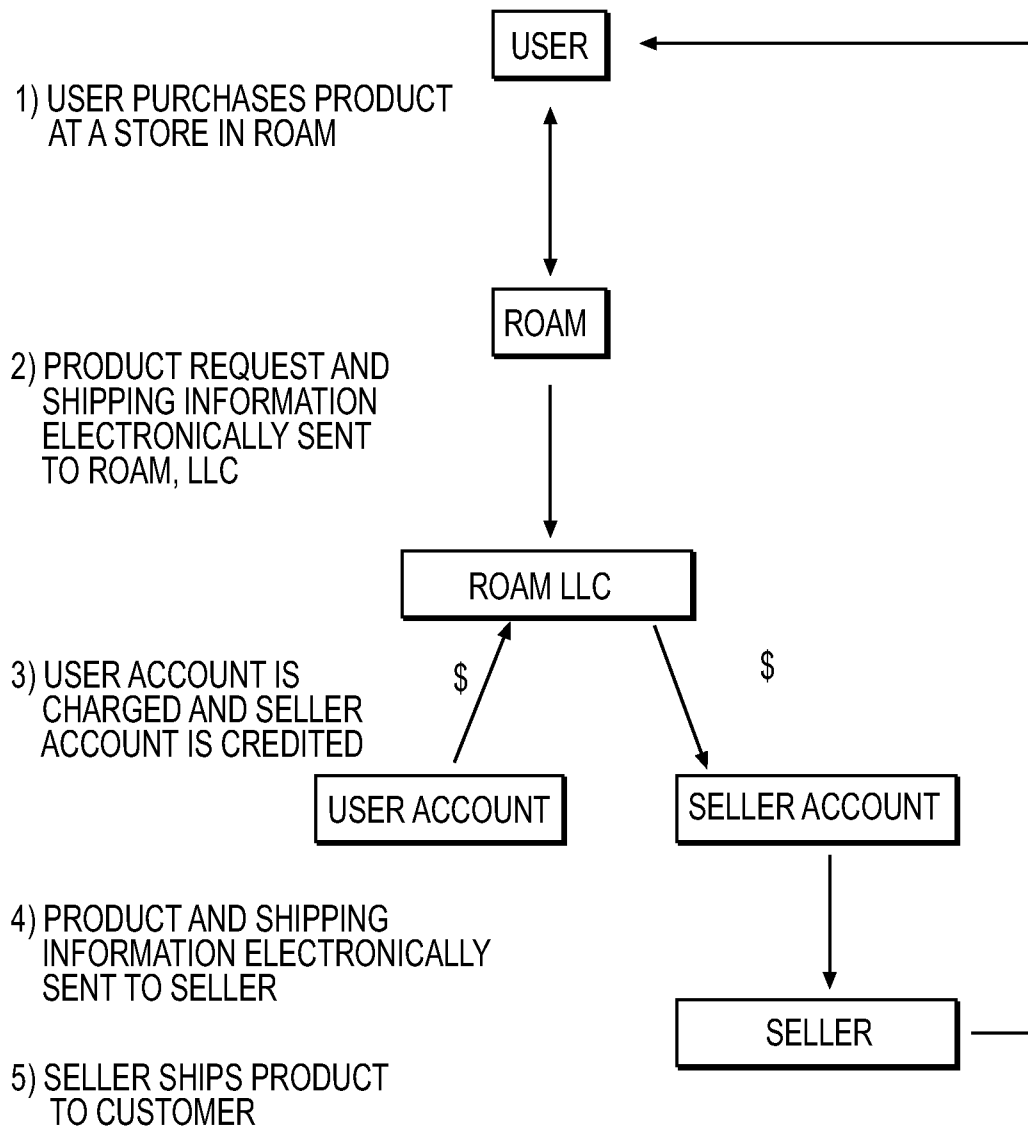 USER
1) USER PURCHASES PRODUCT
AT A STORE IN ROAM
ROAM
2) PRODUCT REQUEST AND
SHIPPING INFORMATION
ELECTRONICALLY SENT
TO ROAM, LLC
ROAM LLC
3) USER ACCOUNT IS
CHARGED AND SELLER
ACCOUNT IS CREDITED
$
$
USER ACCOUNT
SELLER ACCOUNT
4) PRODUCT AND SHIPPING
INFORMATION ELECTRONICALLY
SENT TO SELLER
SELLER
5) SELLER SHIPS PRODUCT
TO CUSTOMER